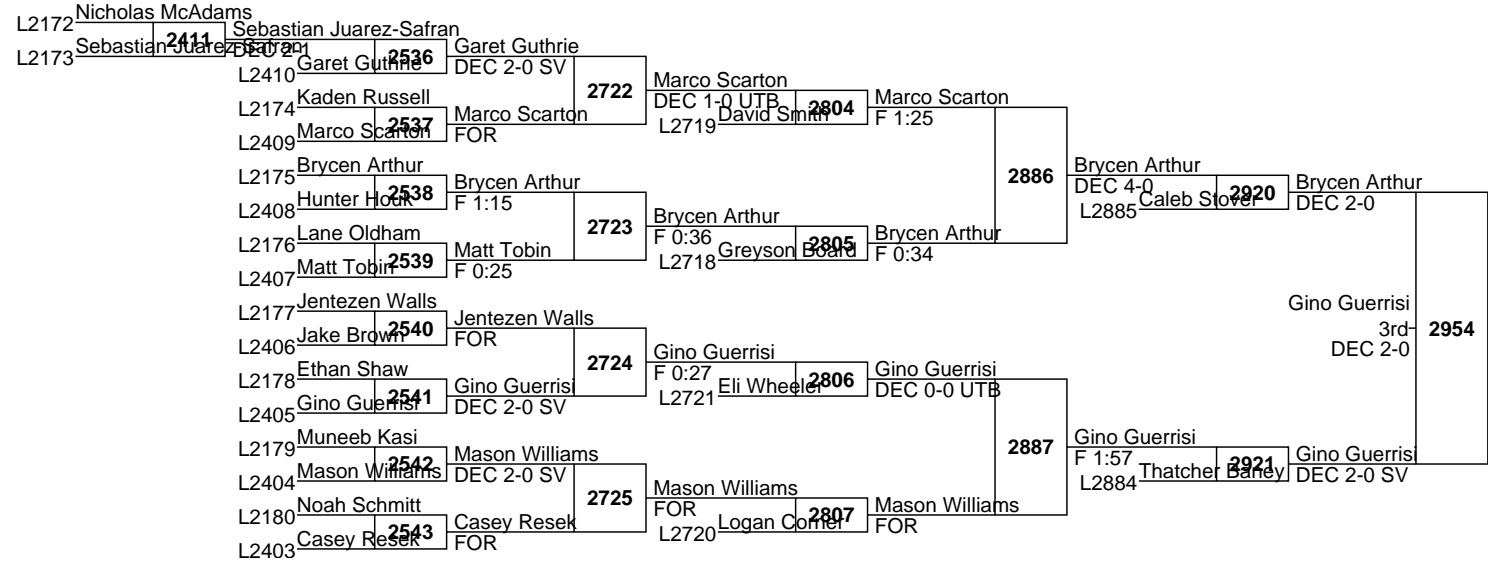 L2172 Nicholas McAdams
2411 Sebastian Juarez-Safran
L2173 Sebastian Juarez-Safran DEC 2-1
2536 Garet Guthrie
L2410 Garet Guthrie DEC 2-0 SV
2722 Marco Scarton
L2174 Kaden Russell DEC 1-0 UTB 2804 Marco Scarton
2537 Marco Scarton L2719 David Smith F 1:25
L2409 Marco Scarton FOR
L2175 Brycen Arthur 2886 Brycen Arthur
2538 Brycen Arthur DEC 4-0 2920 Brycen Arthur
L2408 Hunter Houk F 1:15 L2885 Caleb Stover DEC 2-0
2723 Brycen Arthur
L2176 Lane Oldham F 0:36 2805 Brycen Arthur
2539 Matt Tobin L2718 Greyson Board F 0:34
L2407 Matt Tobin F 0:25
L2177 Jentezen Walls Gino Guerrisi
2540 Jentezen Walls 3rd 2954
L2406 Jake Brown FOR DEC 2-0
2724 Gino Guerrisi
L2178 Ethan Shaw F 0:27 2806 Gino Guerrisi
2541 Gino Guerrisi L2721 Eli Wheeler DEC 0-0 UTB
L2405 Gino Guerrisi DEC 2-0 SV
L2179 Muneeb Kasi 2887 Gino Guerrisi
2542 Mason Williams F 1:57 2921 Gino Guerrisi
L2404 Mason Williams DEC 2-0 SV L2884 Thatcher Baney DEC 2-0 SV
2725 Mason Williams
L2180 Noah Schmitt FOR 2807 Mason Williams
2543 Casey Resek L2720 Logan Corner FOR
L2403 Casey Resek FOR